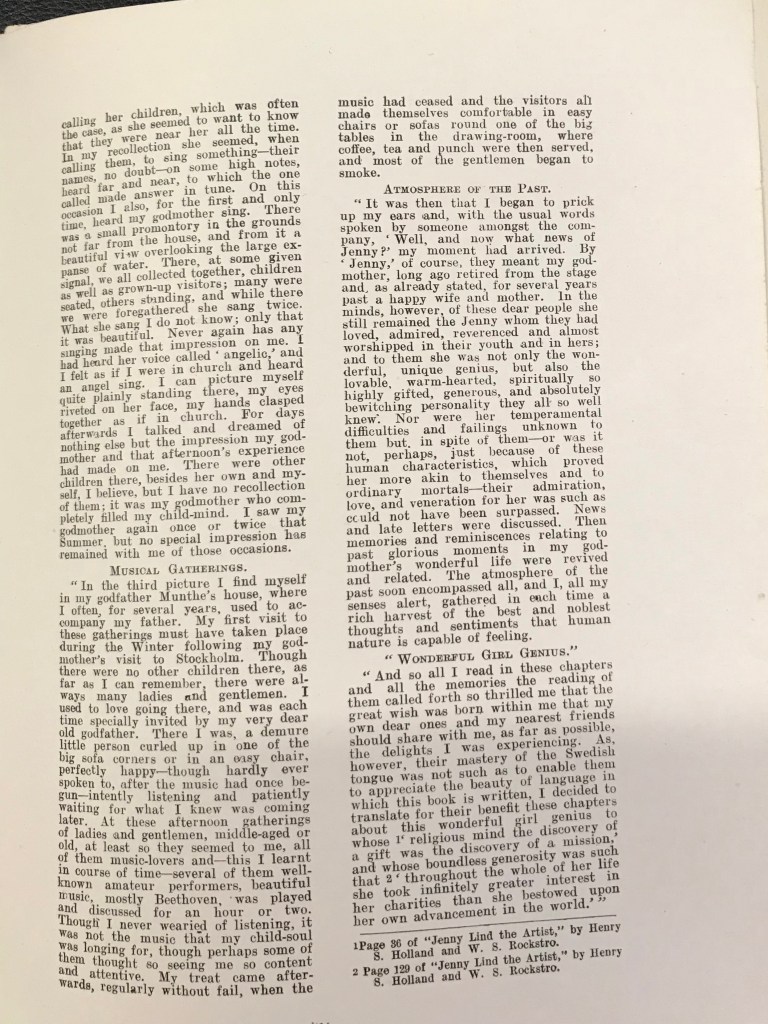 calling her children, which was often
the case, as she seemed to want to know
that they were near her all the time.
In my recollection she seemed, when
calling them, to sing something—their
names, no doubt—on some high notes,
heard far and near, to which the one
called made answer in tune. On this
occasion I also, for the first and only
time, heard my godmother sing. There
was a small promontory in the grounds
not far from the house, and from it a
beautiful view overlooking the large ex-
panse of water. There, at some given
signal, we all collected together, children
as well as grown-up visitors; many were
seated, others standing, and while there
we were foregathered she sang twice.
What she sang I do not know; only that
it was beautiful. Never again has any
singing made that impression on me. I
had heard her voice called ' angelic,' and
I felt as if I were in church and heard
an angel sing. I can picture myself
quite plainly standing there, my eyes
riveted on her face, my hands clasped
together as if in church. For days
afterwards I talked and dreamed of
nothing else but the impression my god-
mother and that afternoon's experience
had made on me. There were other
children there, besides her own and my-
self, I believe, but I have no recollection
of them; it was my godmother who com-
pletely filled my child-mind. I saw my
godmother again once or twice that
Summer, but no special impression has
remained with me of those occasions.
MUSICAL GATHERINGS.
" In the third picture I find myself
in my godfather Munthe's house, where
I often, for several years, used to ac-
company my father. My first visit to
these gatherings must have taken place
during the Winter following my god-
mother's visit to Stockholm. Though
there were no other children there, as
far as I can remember, there were al-
ways many ladies and gentlemen. I
used to love going there, and was each
time specially invited by my very dear
old godfather. There I was, a demure
little person curled up in one of the
big sofa corners or in an easy chair,
perfectly happy—though hardly ever
spoken to, after the music had once be-
gun—intently listening and patiently
waiting for what I knew was coming
later. At these afternoon gatherings
of ladies and gentlemen, middle-aged or
old, at least so they seemed to me, all
of them music-lovers and—this I learnt
in course of time—several of them well-
known amateur performers, beautiful
music, mostly Beethoven, was played
and discussed for an hour or two.
Though I never wearied of listening, it
was not the music that my child-soul
was longing for, though perhaps some of
them thought so seeing me so content
and attentive. My treat came after-
wards, regularly without fail, when the
music had ceased and the visitors all
made themselves comfortable in easy
chairs or sofas round one of the big
tables in the drawing-room, where
coffee, tea and punch were then served,
and most of the gentlemen began to
smoke.
ATMOSPHERE OF THE PAST.
" It was then that I began to prick
up my ears and, with the usual words
spoken by someone amongst the com-
pany, ' Well, and now what news of
Jenny?' my moment had arrived. By
' Jenny,' of course, they meant my god-
mother, long ago retired from the stage
and, as already stated, for several years
past a happy wife and mother. In the
minds, however, of these dear people she
still remained the Jenny whom they had
loved, admired, reverenced and almost
worshipped in their youth and in hers;
and to them she was not only the won-
derful, unique genius, but also the
lovable, warm-hearted, spiritually so
highly gifted, generous, and absolutely
bewitching personality they all so well
knew. Nor were her temperamental
difficulties and failings unknown to
them but, in spite of them—or was it
not, perhaps, just because of these
human characteristics, which proved
her more akin to themselves and to
ordinary mortals—their admiration,
love, and veneration for her was such as
could not have been surpassed. News
and late letters were discussed. Then
memories and reminiscences relating to
past glorious moments in my god-
mother's wonderful life were revived
and related. The atmosphere of the
past soon encompassed all, and I, all my
senses alert, gathered in each time a
rich harvest of the best and noblest
thoughts and sentiments that human
nature is capable of feeling.
" WONDERFUL GIRL GENIUS."
" And so all I read in these chapters
and all the memories the reading of
them called forth so thrilled me that the
great wish was born within me that my
own dear ones and my nearest friends
should share with me, as far as possible,
the delights I was experiencing. As,
however, their mastery of the Swedish
tongue was not such as to enable them
to appreciate the beauty of language in
which this book is written, I decided to
translate for their benefit these chapters
about this wonderful girl genius to
whose 1' religious mind the discovery of
a gift was the discovery of a mission,'
and whose boundless generosity was such
that 2 ' throughout the whole of her life
she took infinitely greater interest in
her charities than she bestowed upon
her own advancement in the world.' "
1 Page 36 of "Jenny Lind the Artist," by Henry
S. Holland and W. S. Rockstro.
2 Page 129 of "Jenny Lind the Artist," by Henry
S. Holland and W. S. Rockstro.